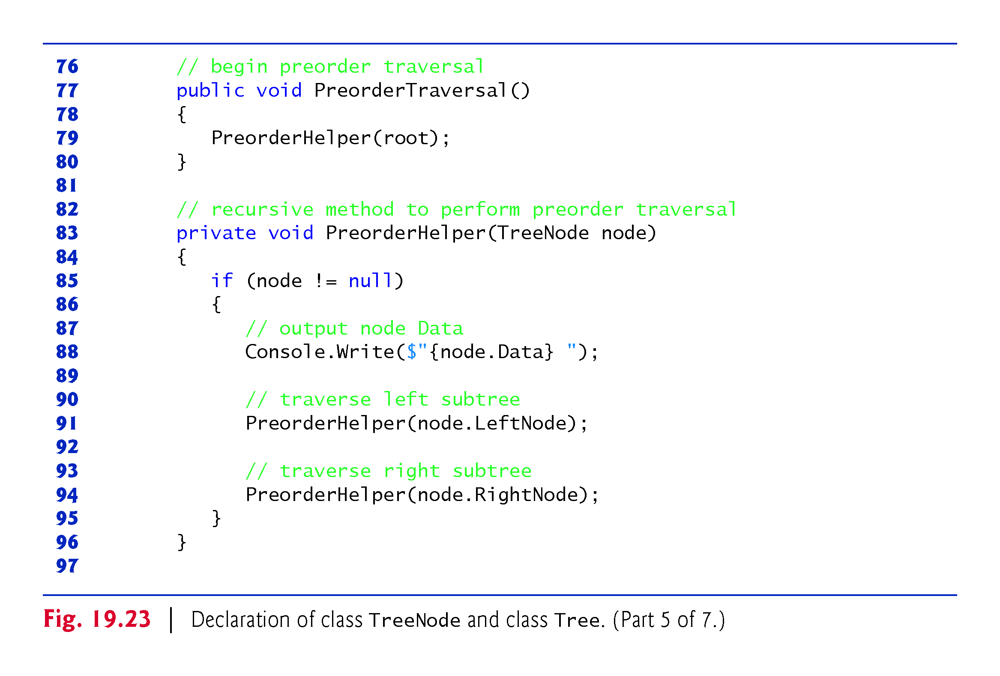 76 // begin preorder traversal
77 public void PreorderTraversal()
78 {
79 PreorderHelper(root);
80 }
81
82 // recursive method to perform preorder traversal
83 private void PreorderHelper(TreeNode node)
84 {
85 if (node != null)
86 {
87 // output node Data
88 Console.Write($"{node.Data} ");
89
90 // traverse left subtree
91 PreorderHelper(node.LeftNode);
92
93 // traverse right subtree
94 PreorderHelper(node.RightNode);
95 }
96 }
97
Fig. 19.23 | Declaration of class TreeNode and class Tree. (Part 5 of 7.)